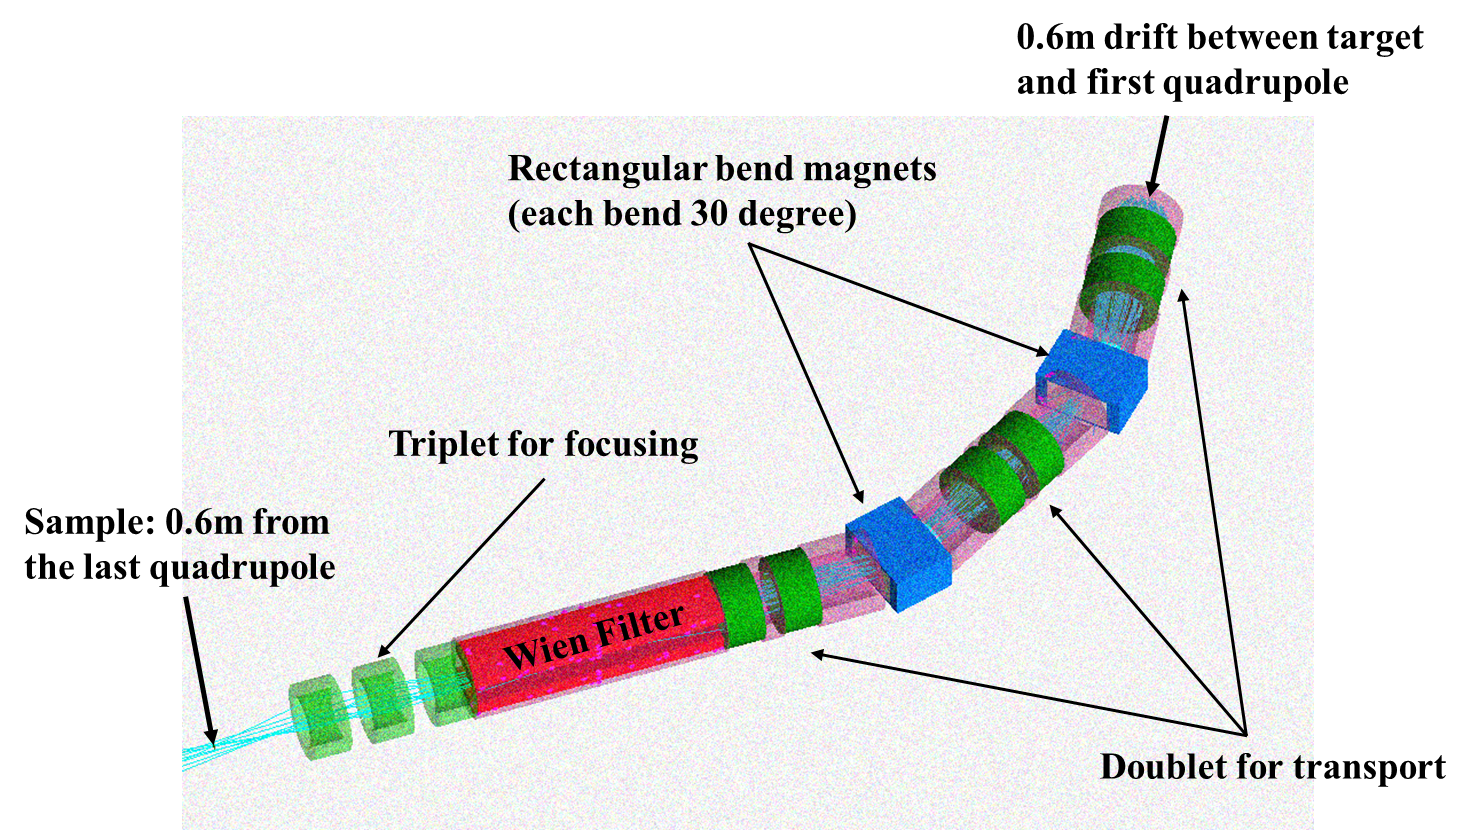 0.6m drift between target
and first quadrupole
Rectangular bend magnets
(each bend 30 degree)
Triplet for focusing
Sample: 0.6m from
the last quadrupole
Wien Filter
Doublet for transport